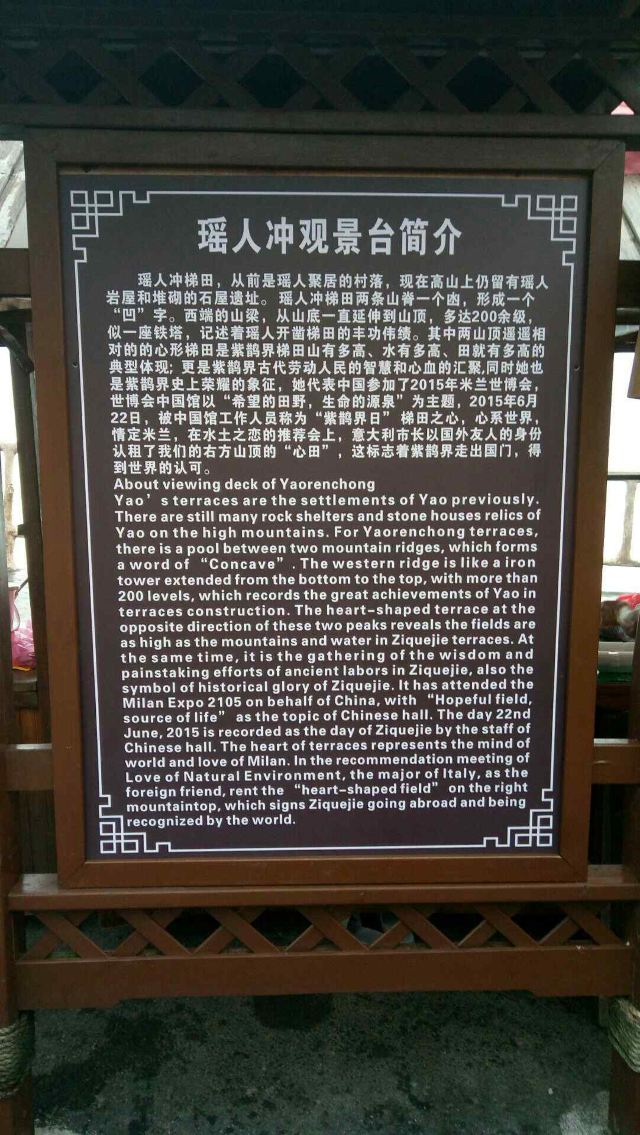 瑶人冲观景台简介
瑶人冲梯田，从前是瑶人聚居的村落，现在高山上仍留有瑶人
岩屋和堆砌的石屋遗址。瑶人冲梯田两条山脊一个凼，形成一个
“凹”字。西端的山梁，从山底一直延伸到山顶，多达200余级，
似一座铁塔，记述着瑶人开凿梯田的丰功伟绩。其中两山顶遥遥相
对的的心形梯田是紫鹊界梯田山有多高、水有多高、田就有多高的
典型体现；更是紫鹊界古代劳动人民的智慧和心血的汇聚,同时她也
是紫鹊界史上荣耀的象征，她代表中国参加了2015年米兰世博会，
世博会中国馆以“希望的田野，生命的源泉”为主题，2015年6月
22日，被中国馆工作人员称为“紫鹊界日”梯田之心，心系世界，
情定米兰，在水土之恋的推荐会上，意大利市长以国外友人的身份
认租了我们的右方山顶的“心田”，这标志着紫鹊界走出国门，得
到世界的认可。
About viewing deck of Yaorenchong
Yao’s terraces are the settlements of Yao previously.
There are still many rock shelters and stone houses relics of
Yao on the high mountains. For Yaorenchong terraces,
there is a pool between two mountain ridges, which forms
a word of “Concave”. The western ridge is like a iron
tower extended from the bottom to the top, with more than
200 levels, which records the great achievements of Yao in
terraces construction. The heart-shaped terrace at the
opposite direction of these two peaks reveals the fields are
as high as the mountains and water in Ziquejie terraces. At
the same time, it is the gathering of the wisdom and
painstaking efforts of ancient labors in Ziquejie, also the
symbol of historical glory of Ziquejie. It has attended the
Milan Expo 2105 on behalf of China, with “Hopeful field,
source of life” as the topic of Chinese hall. The day 22nd
June, 2015 is recorded as the day of Ziquejie by the staff of
Chinese hall. The heart of terraces represents the mind of
world and love of Milan. In the recommendation meeting of
Love of Natural Environment, the major of Italy, as the
foreign friend, rent the “heart-shaped field” on the right
mountaintop, which signs Ziquejie going abroad and being
recognized by the world.